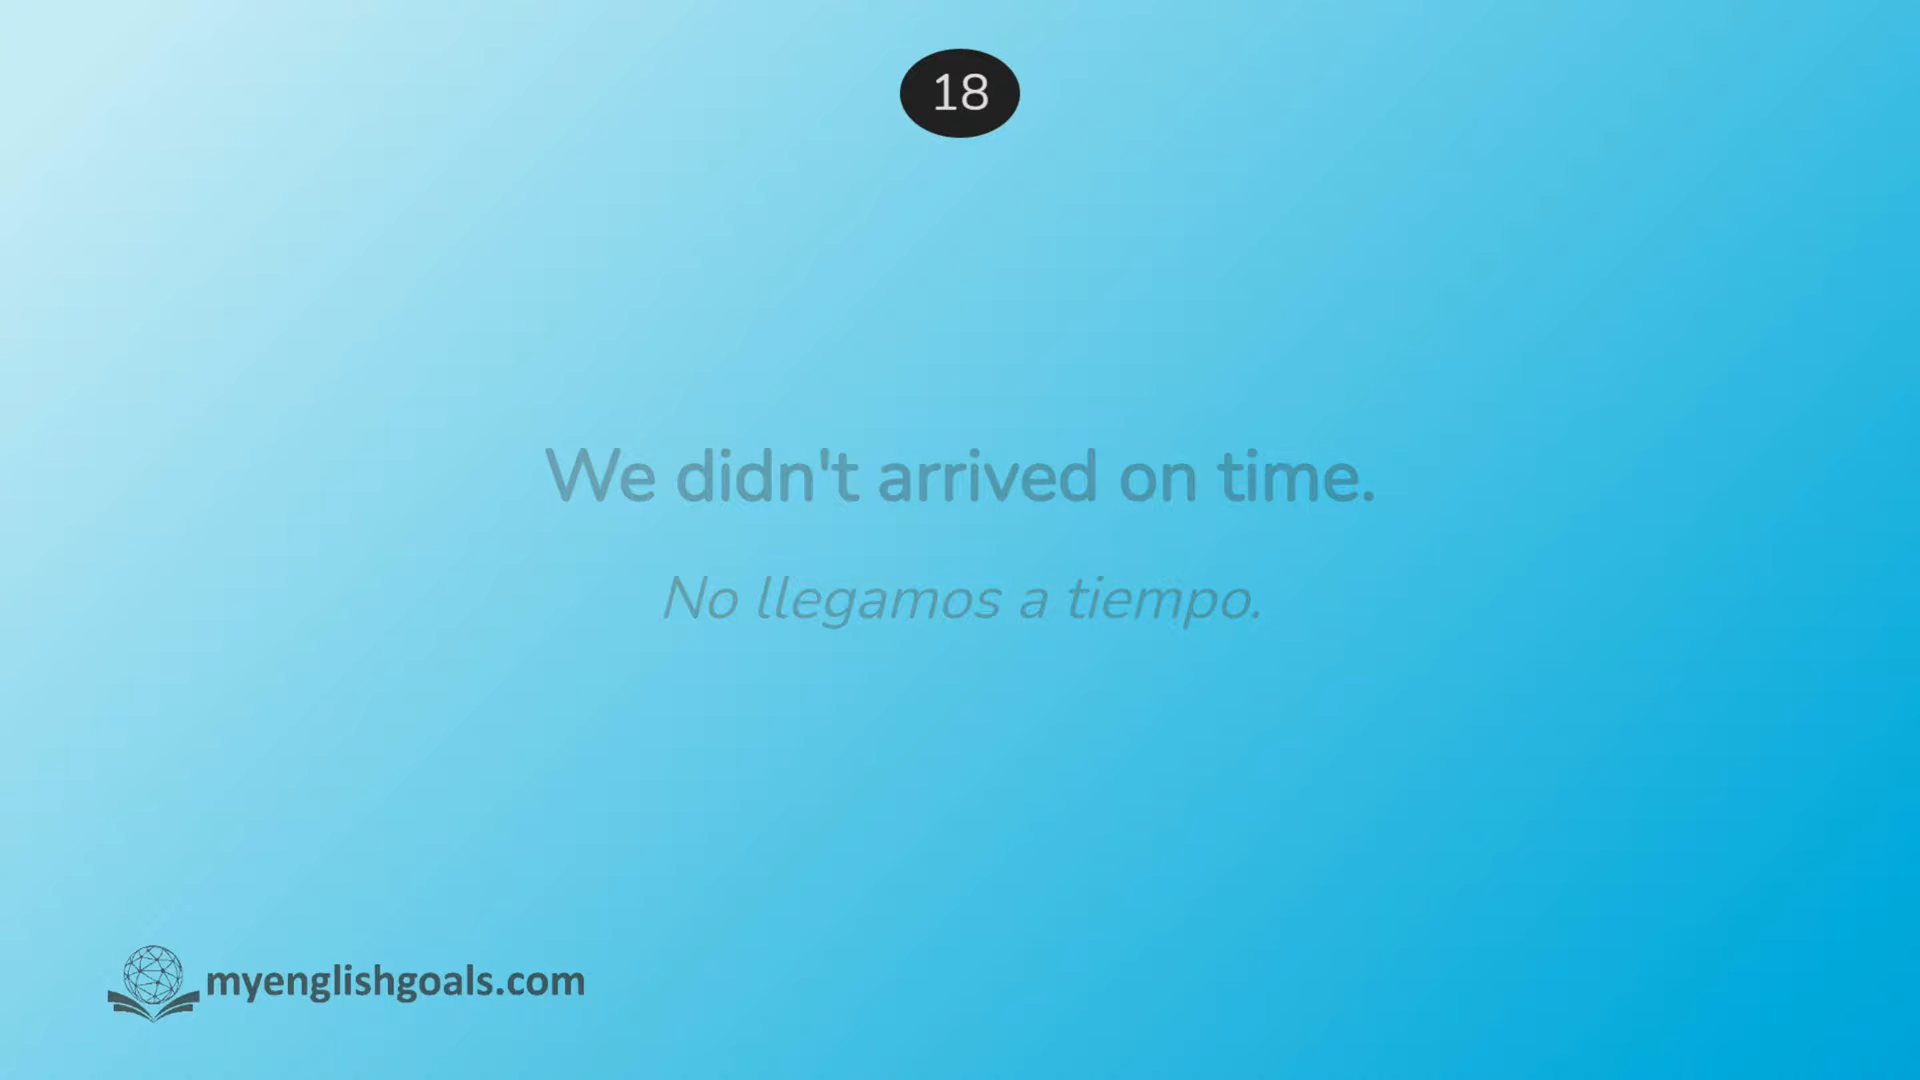 18
We didn't arrived on time.
No llegamos a tiempo.
myenglishgoals.com